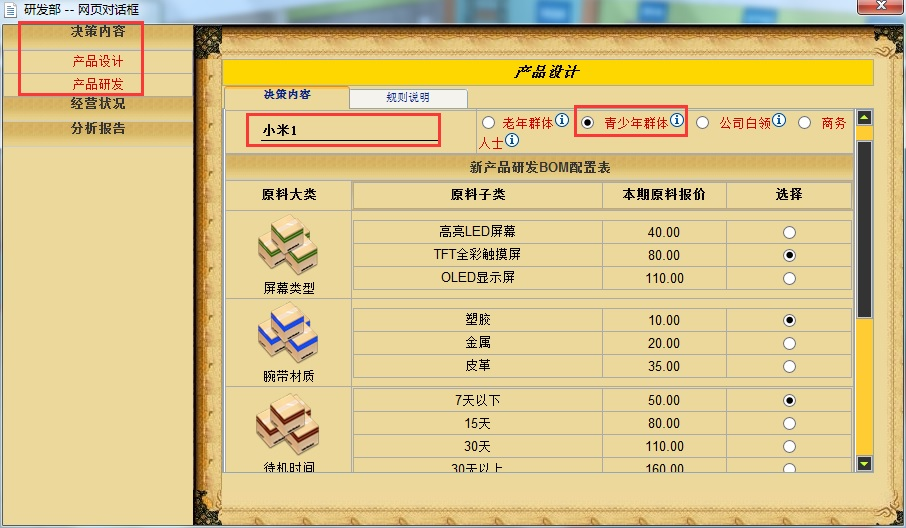 研发部 -- 网页对话框
决策内容
产品设计
产品研发
经营状况
分析报告
产品设计
决策内容 规则说明
小米1
老年群体 青少年群体 公司白领 商务
人士
新产品研发BOM配置表
原料大类 原料子类 本期原料报价 选择
高亮LED屏幕 40.00
TFT全彩触摸屏 80.00
OLED显示屏 110.00
屏幕类型
塑胶 10.00
金属 20.00
皮革 35.00
腕带材质
7天以下 50.00
15天 80.00
30天 110.00
待机时间
30天以上 160.00